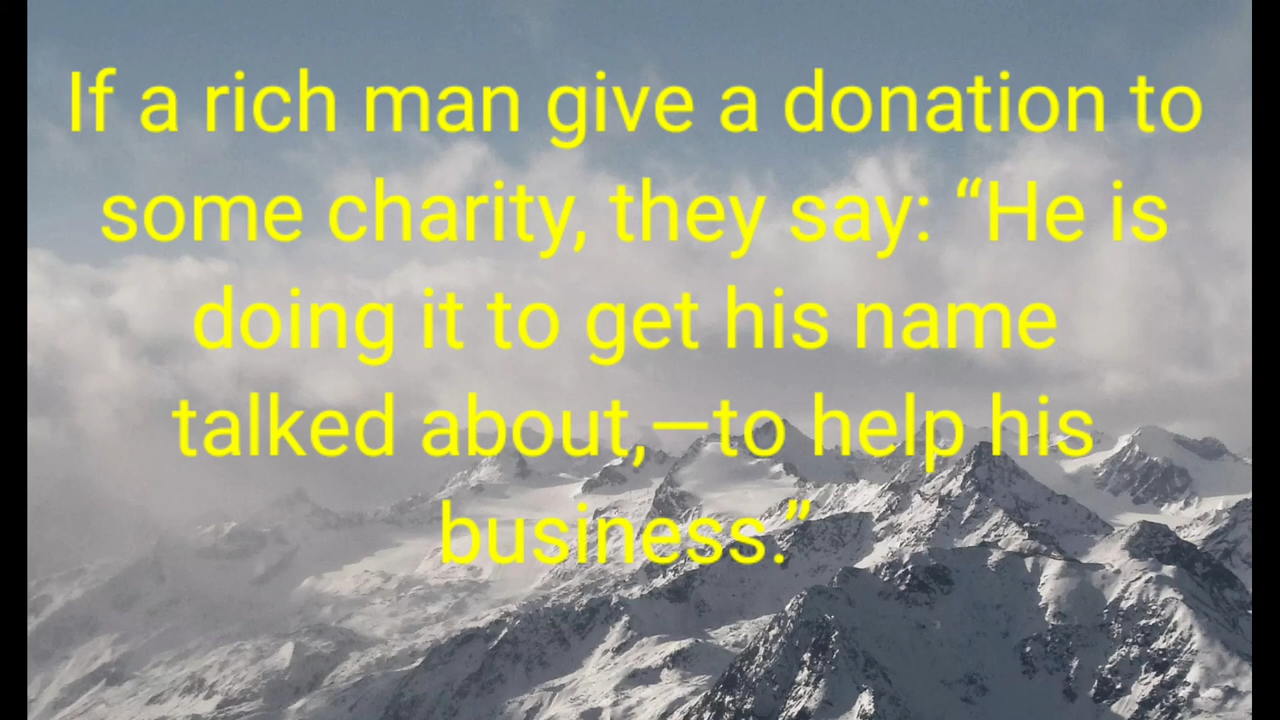 If a rich man give a donation to
some charity, they say: “He is
doing it to get his name
talked about,—to help his
business.”